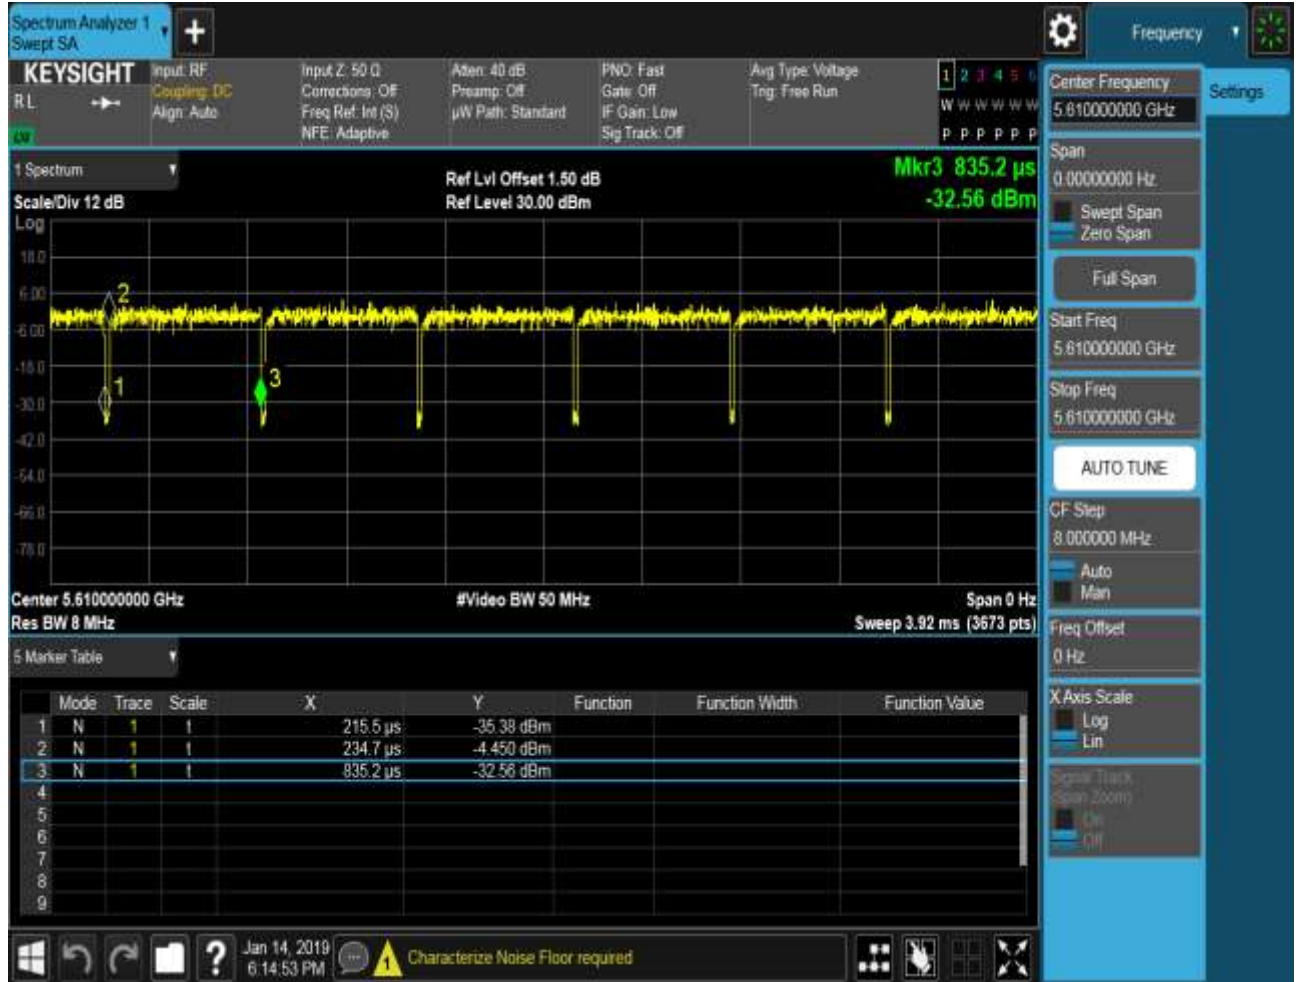 Spectrum Analyzer 1
Swept SA
Frequency
KEYSIGHT
RL
Input: RF
Coupling: DC
Align: Auto
Input Z: 50 Ω
Corrections: Off
Freq Ref: Int (S)
NFE: Adaptive
Atten: 40 dB
Preamp: Off
µW Path: Standard
PNO: Fast
Gate: Off
IF Gain: Low
Sig Track: Off
Avg Type: Voltage
Trig: Free Run
1 2 3 4 5 6
W W W W W W
P P P P P P
Settings
Center Frequency
5.610000000 GHz
Span
0.00000000 Hz
Swept Span
Zero Span
Full Span
Start Freq
5.610000000 GHz
Stop Freq
5.610000000 GHz
AUTO TUNE
CF Step
8.000000 MHz
Auto
Man
Freq Offset
0 Hz
X Axis Scale
Log
Lin
Signal Track
(Span Zoom)
On
Off
1 Spectrum
Scale/Div 12 dB
Ref Lvl Offset 1.50 dB
Ref Level 30.00 dBm
Mkr3 835.2 µs
-32.56 dBm
Log
18.0
6.00
-6.00
-18.0
-30.0
-42.0
-54.0
-66.0
-78.0
2
1
3
Center 5.610000000 GHz
#Video BW 50 MHz
Span 0 Hz
Res BW 8 MHz
Sweep 3.92 ms (3673 pts)
5 Marker Table
Mode Trace Scale X Y Function Function Width Function Value
1 N 1 t 215.5 µs -35.38 dBm
2 N 1 t 234.7 µs -4.450 dBm
3 N 1 t 835.2 µs -32.56 dBm
4
5
6
7
8
9
?
Jan 14, 2019
6:14:53 PM
1
Characterize Noise Floor required